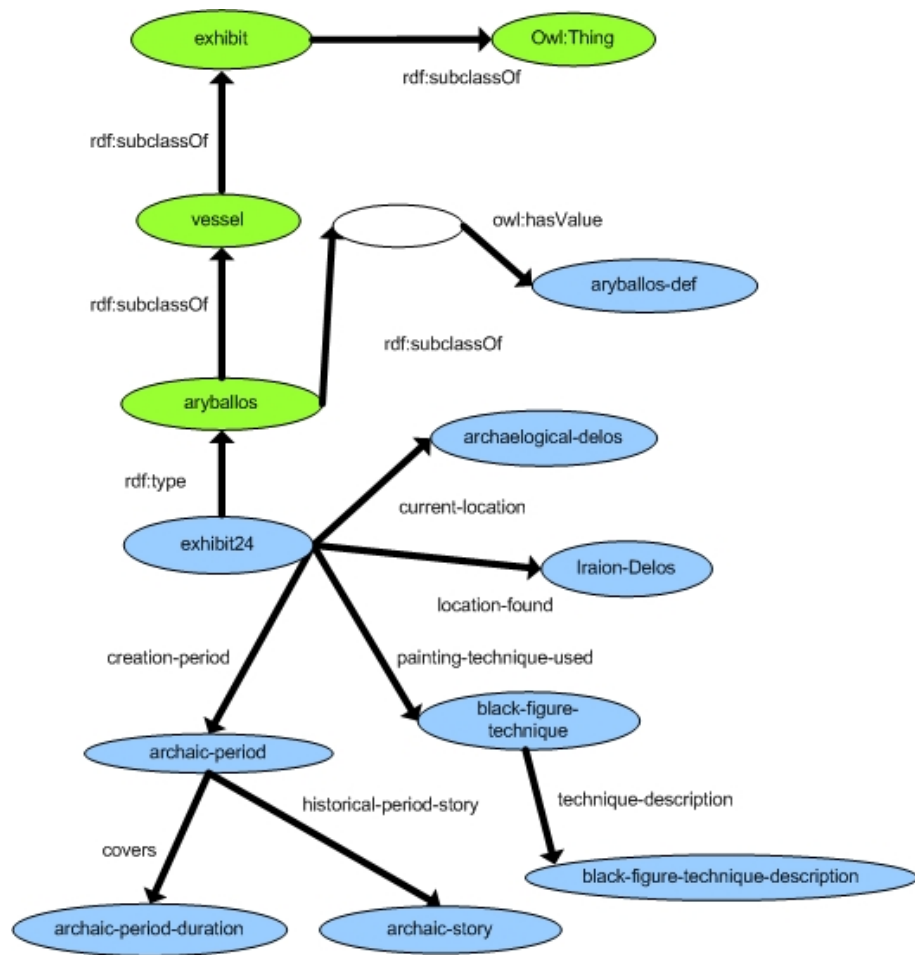 exhibit
Owl:Thing
rdf:subclassOf
rdf:subclassOf
vessel
owl:hasValue
aryballos-def
rdf:subclassOf
rdf:subclassOf
aryballos
archaelogical-delos
rdf:type
current-location
exhibit24
Iraion-Delos
location-found
creation-period
painting-technique-used
black-figure-
technique
archaic-period
historical-period-story
technique-description
covers
black-figure-technique-description
archaic-period-duration
archaic-story